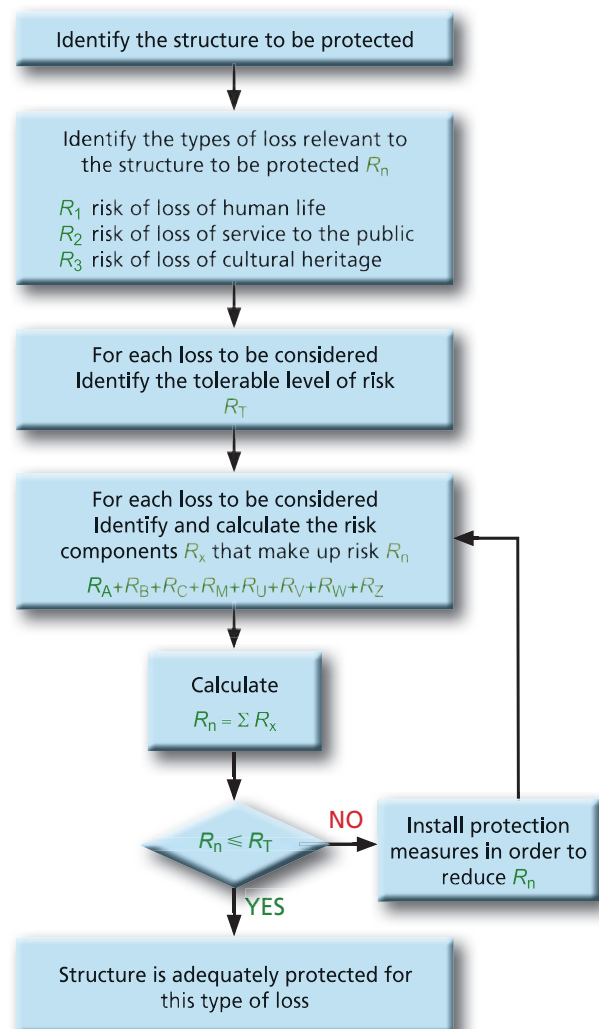 Identify the structure to be protected
Identify the types of loss relevant to
the structure to be protected Rn
R1 risk of loss of human life
R2 risk of loss of service to the public
R3 risk of loss of cultural heritage
For each loss to be considered
Identify the tolerable level of risk
RT
For each loss to be considered
Identify and calculate the risk
components Rx that make up risk Rn
RA+RB+RC+RM+RU+RV+RW+RZ
Calculate
Rn = Σ Rx
Rn ≤ RT
NO
Install protection
measures in order to
reduce Rn
YES
Structure is adequately protected for
this type of loss